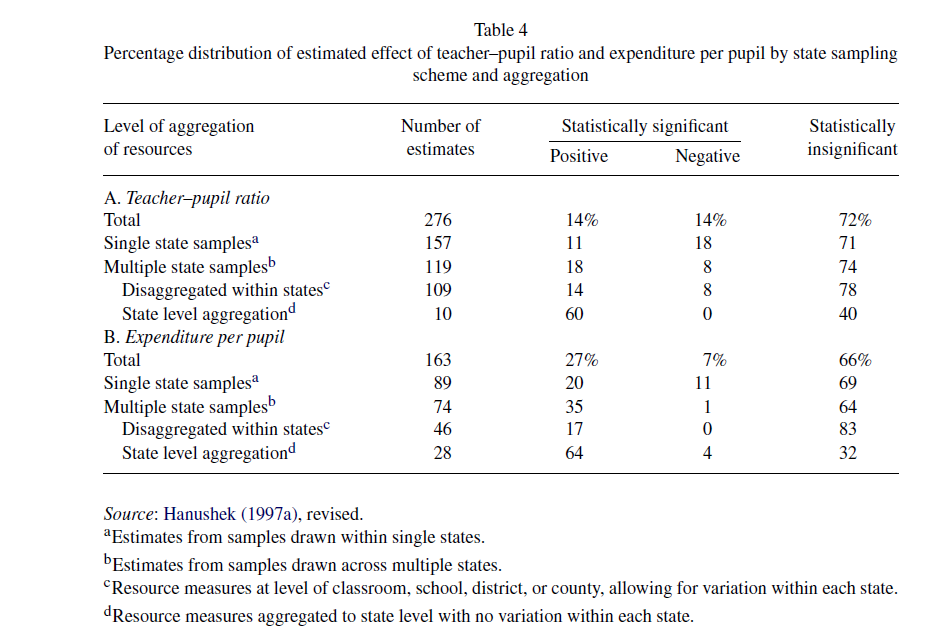 Table 4
Percentage distribution of estimated effect of teacher–pupil ratio and expenditure per pupil by state sampling
scheme and aggregation
Level of aggregation Number of Statistically significant Statistically
of resources estimates Positive Negative insignificant
A. Teacher–pupil ratio
Total 276 14% 14% 72%
Single state samplesa 157 11 18 71
Multiple state samplesb 119 18 8 74
Disaggregated within statesc 109 14 8 78
State level aggregationd 10 60 0 40
B. Expenditure per pupil
Total 163 27% 7% 66%
Single state samplesa 89 20 11 69
Multiple state samplesb 74 35 1 64
Disaggregated within statesc 46 17 0 83
State level aggregationd 28 64 4 32
Source: Hanushek (1997a), revised.
aEstimates from samples drawn within single states.
bEstimates from samples drawn across multiple states.
cResource measures at level of classroom, school, district, or county, allowing for variation within each state.
dResource measures aggregated to state level with no variation within each state.